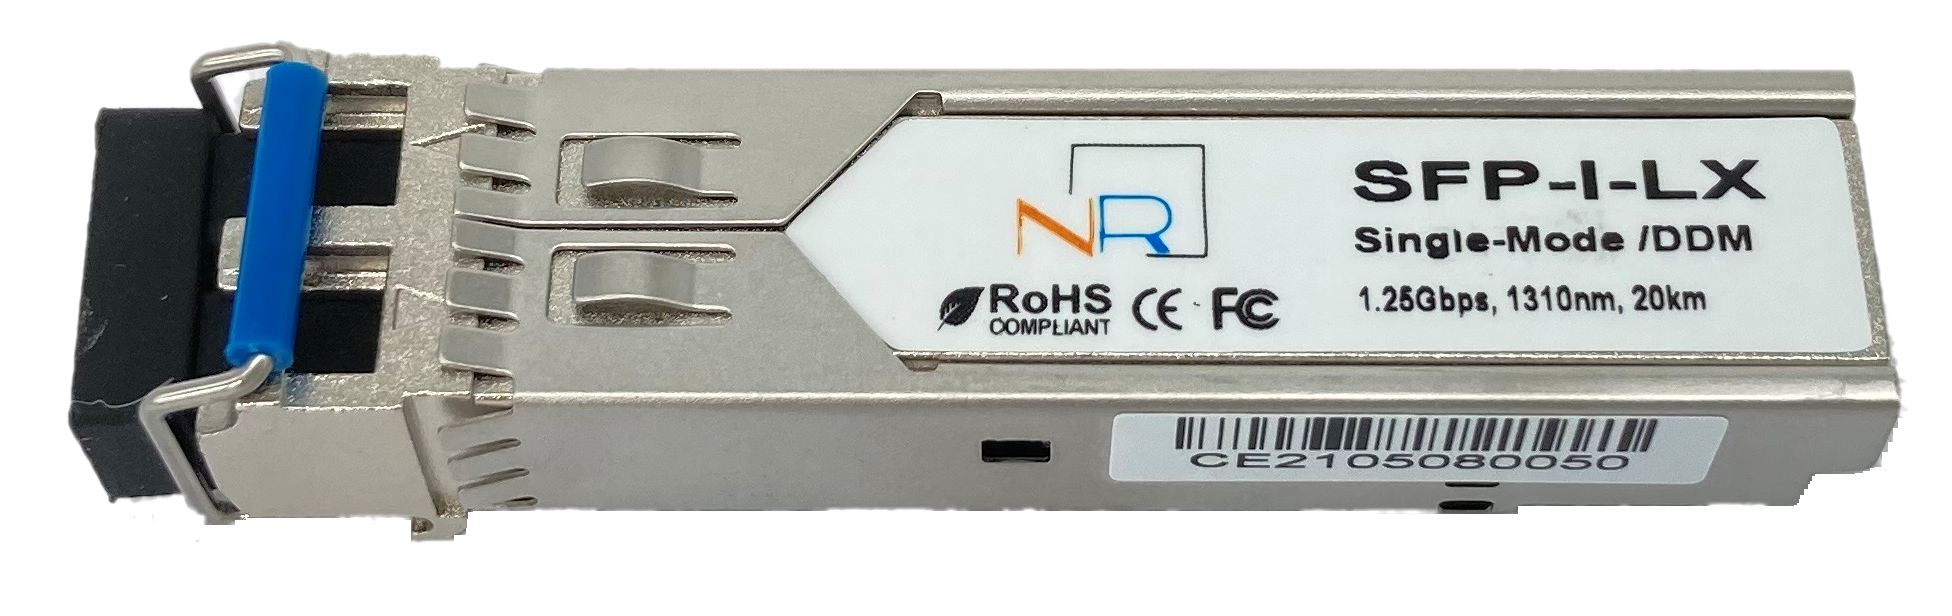 NR
SFP-I-LX
Single-Mode /DDM
1.25Gbps, 1310nm, 20km
RoHS
COMPLIANT
CE
FC
CE2105080050